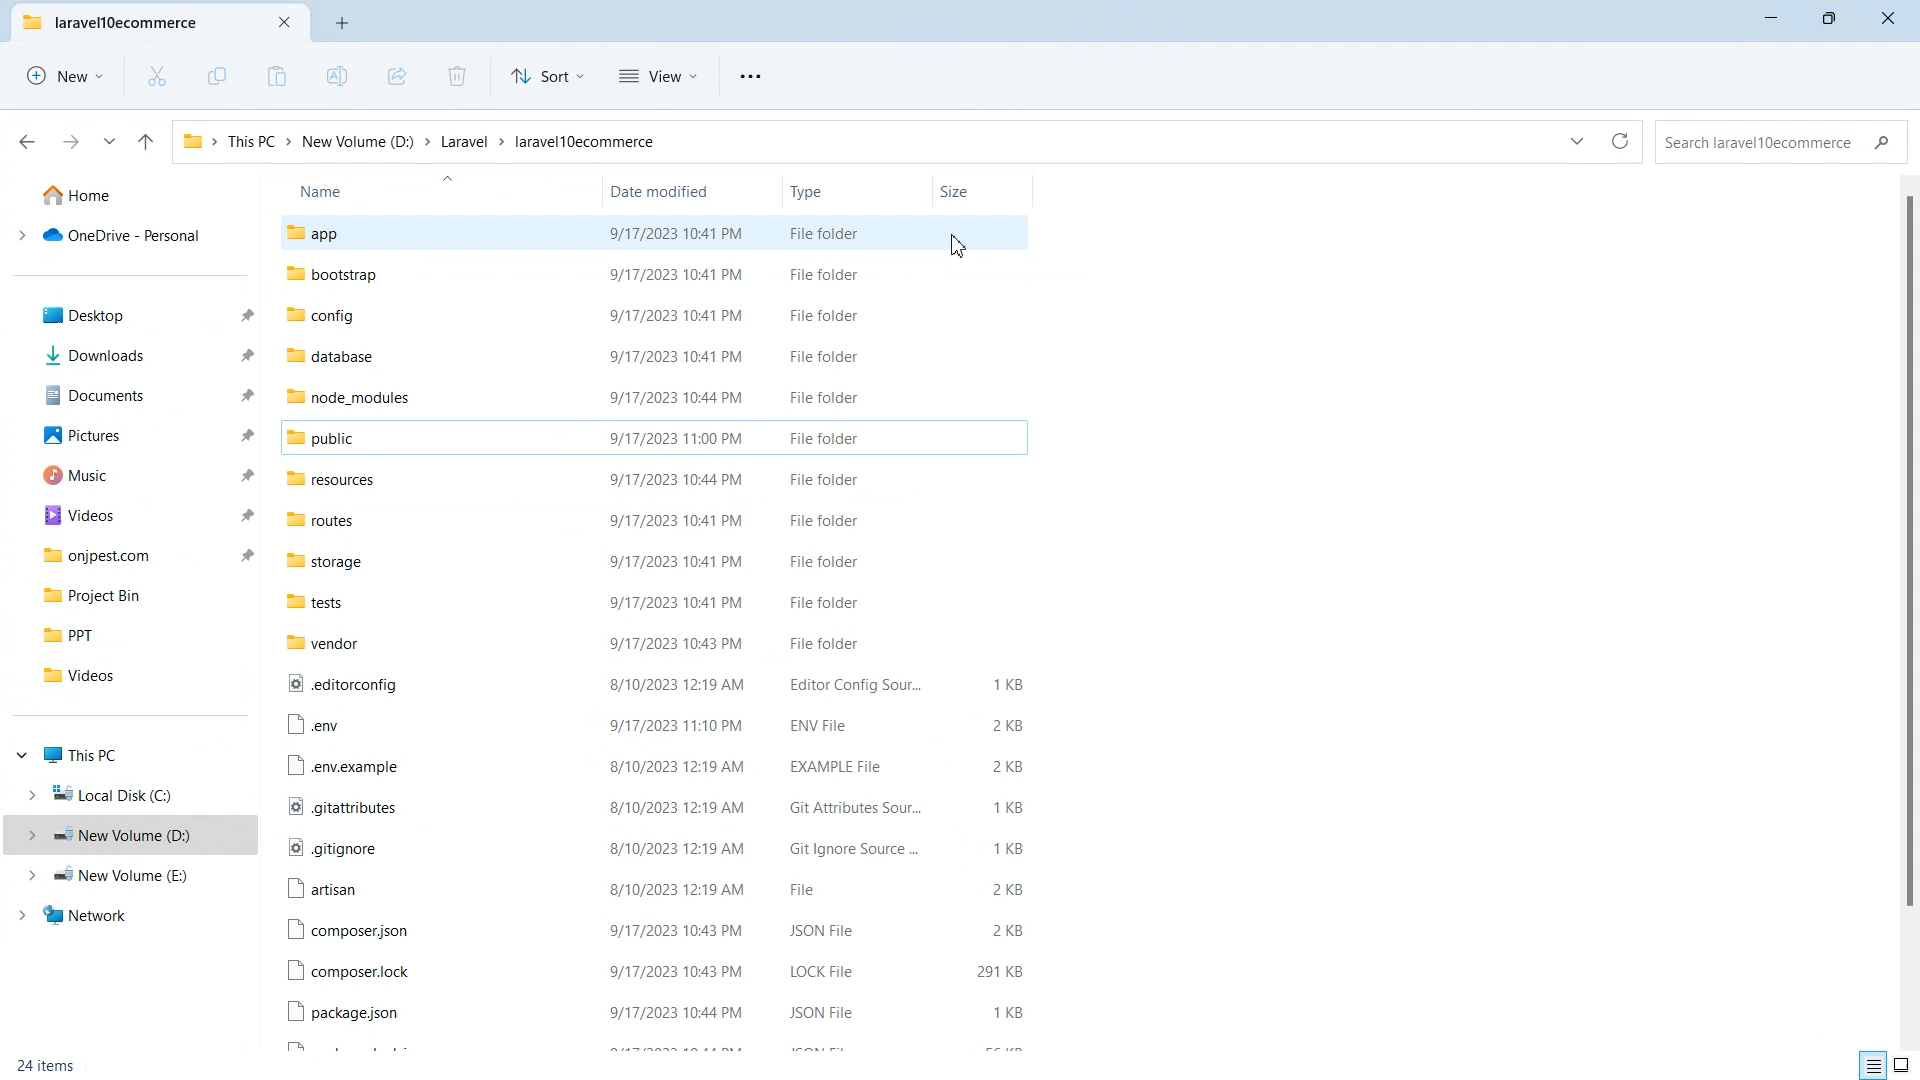 laravel10ecommerce
New
Sort
View
This PC > New Volume (D:) > Laravel > laravel10ecommerce
Search laravel10ecommerce
Name Date modified Type Size
Home
OneDrive - Personal
Desktop
Downloads
Documents
Pictures
Music
Videos
onjpest.com
Project Bin
PPT
Videos
This PC
Local Disk (C:)
New Volume (D:)
New Volume (E:)
Network
app 9/17/2023 10:41 PM File folder
bootstrap 9/17/2023 10:41 PM File folder
config 9/17/2023 10:41 PM File folder
database 9/17/2023 10:41 PM File folder
node_modules 9/17/2023 10:44 PM File folder
public 9/17/2023 11:00 PM File folder
resources 9/17/2023 10:44 PM File folder
routes 9/17/2023 10:41 PM File folder
storage 9/17/2023 10:41 PM File folder
tests 9/17/2023 10:41 PM File folder
vendor 9/17/2023 10:43 PM File folder
.editorconfig 8/10/2023 12:19 AM Editor Config Sour... 1 KB
.env 9/17/2023 11:10 PM ENV File 2 KB
.env.example 8/10/2023 12:19 AM EXAMPLE File 2 KB
.gitattributes 8/10/2023 12:19 AM Git Attributes Sour... 1 KB
.gitignore 8/10/2023 12:19 AM Git Ignore Source ... 1 KB
artisan 8/10/2023 12:19 AM File 2 KB
composer.json 9/17/2023 10:43 PM JSON File 2 KB
composer.lock 9/17/2023 10:43 PM LOCK File 291 KB
package.json 9/17/2023 10:44 PM JSON File 1 KB
24 items